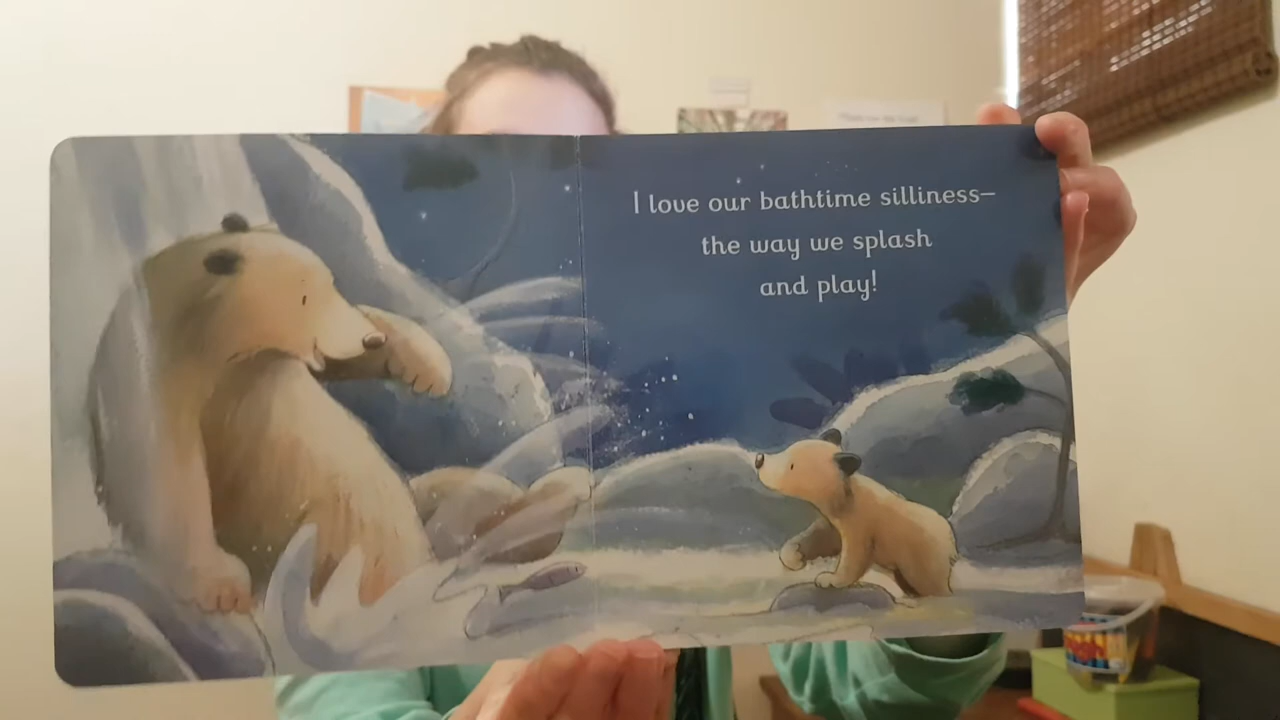 I love our bathtime silliness–
the way we splash
and play!